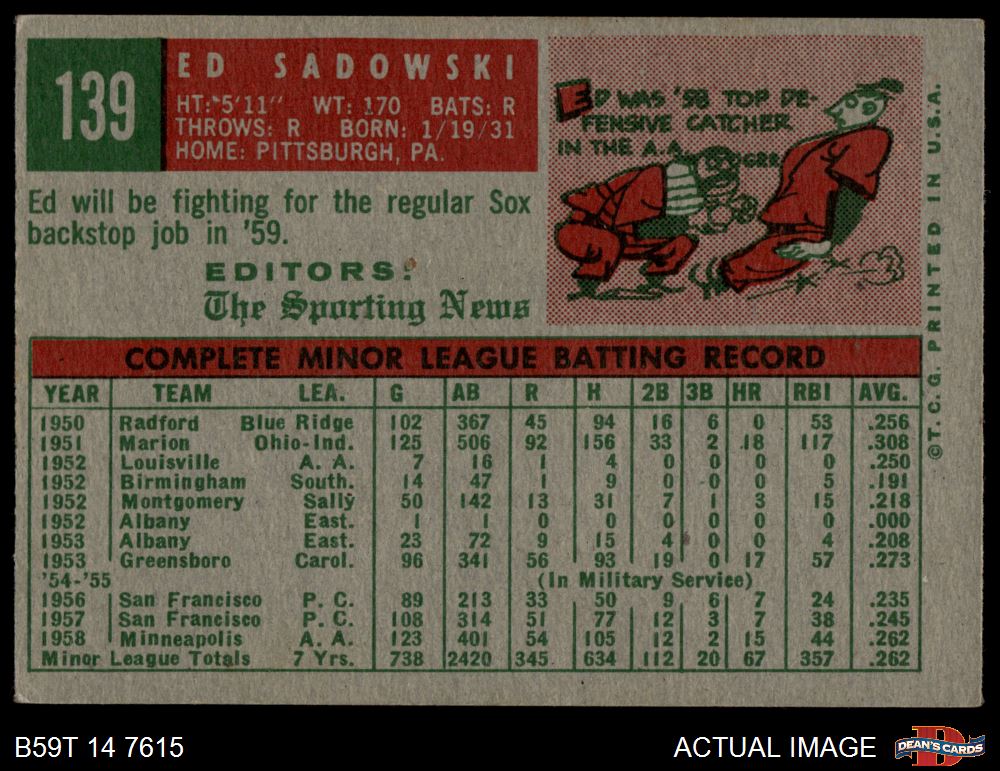 139
ED SADOWSKI
HT: 5'11" WT: 170 BATS: R
THROWS: R BORN: 1/19/31
HOME: PITTSBURGH, PA.
Ed will be fighting for the regular Sox
backstop job in '59.
EDITORS:
The Sporting News
ED WAS '58 TOP DE-
FENSIVE CATCHER
IN THE A.A.
GRR
COMPLETE MINOR LEAGUE BATTING RECORD
YEAR TEAM LEA. G AB R H 2B 3B HR RBI AVG.
1950 Radford Blue Ridge 102 367 45 94 16 6 0 53 .256
1951 Marion Ohio-Ind. 125 506 92 156 33 2 18 117 .308
1952 Louisville A. A. 7 16 1 4 0 0 0 0 .250
1952 Birmingham South. 14 47 1 9 0 0 0 5 .191
1952 Montgomery Sally 50 142 13 31 7 1 3 15 .218
1952 Albany East. 1 1 0 0 0 0 0 0 .000
1953 Albany East. 23 72 9 15 4 0 0 4 .208
1953 Greensboro Carol. 96 341 56 93 19 0 17 57 .273
'54-'55 (In Military Service)
1956 San Francisco P. C. 89 213 33 50 9 6 7 24 .235
1957 San Francisco P. C. 108 314 51 77 12 3 7 38 .245
1958 Minneapolis A. A. 123 401 54 105 12 2 15 44 .262
Minor League Totals 7 Yrs. 738 2420 345 634 112 20 67 357 .262
©T. C. G. PRINTED IN U.S.A.
B59T 14 7615
ACTUAL IMAGE
D
DEAN'S CARDS